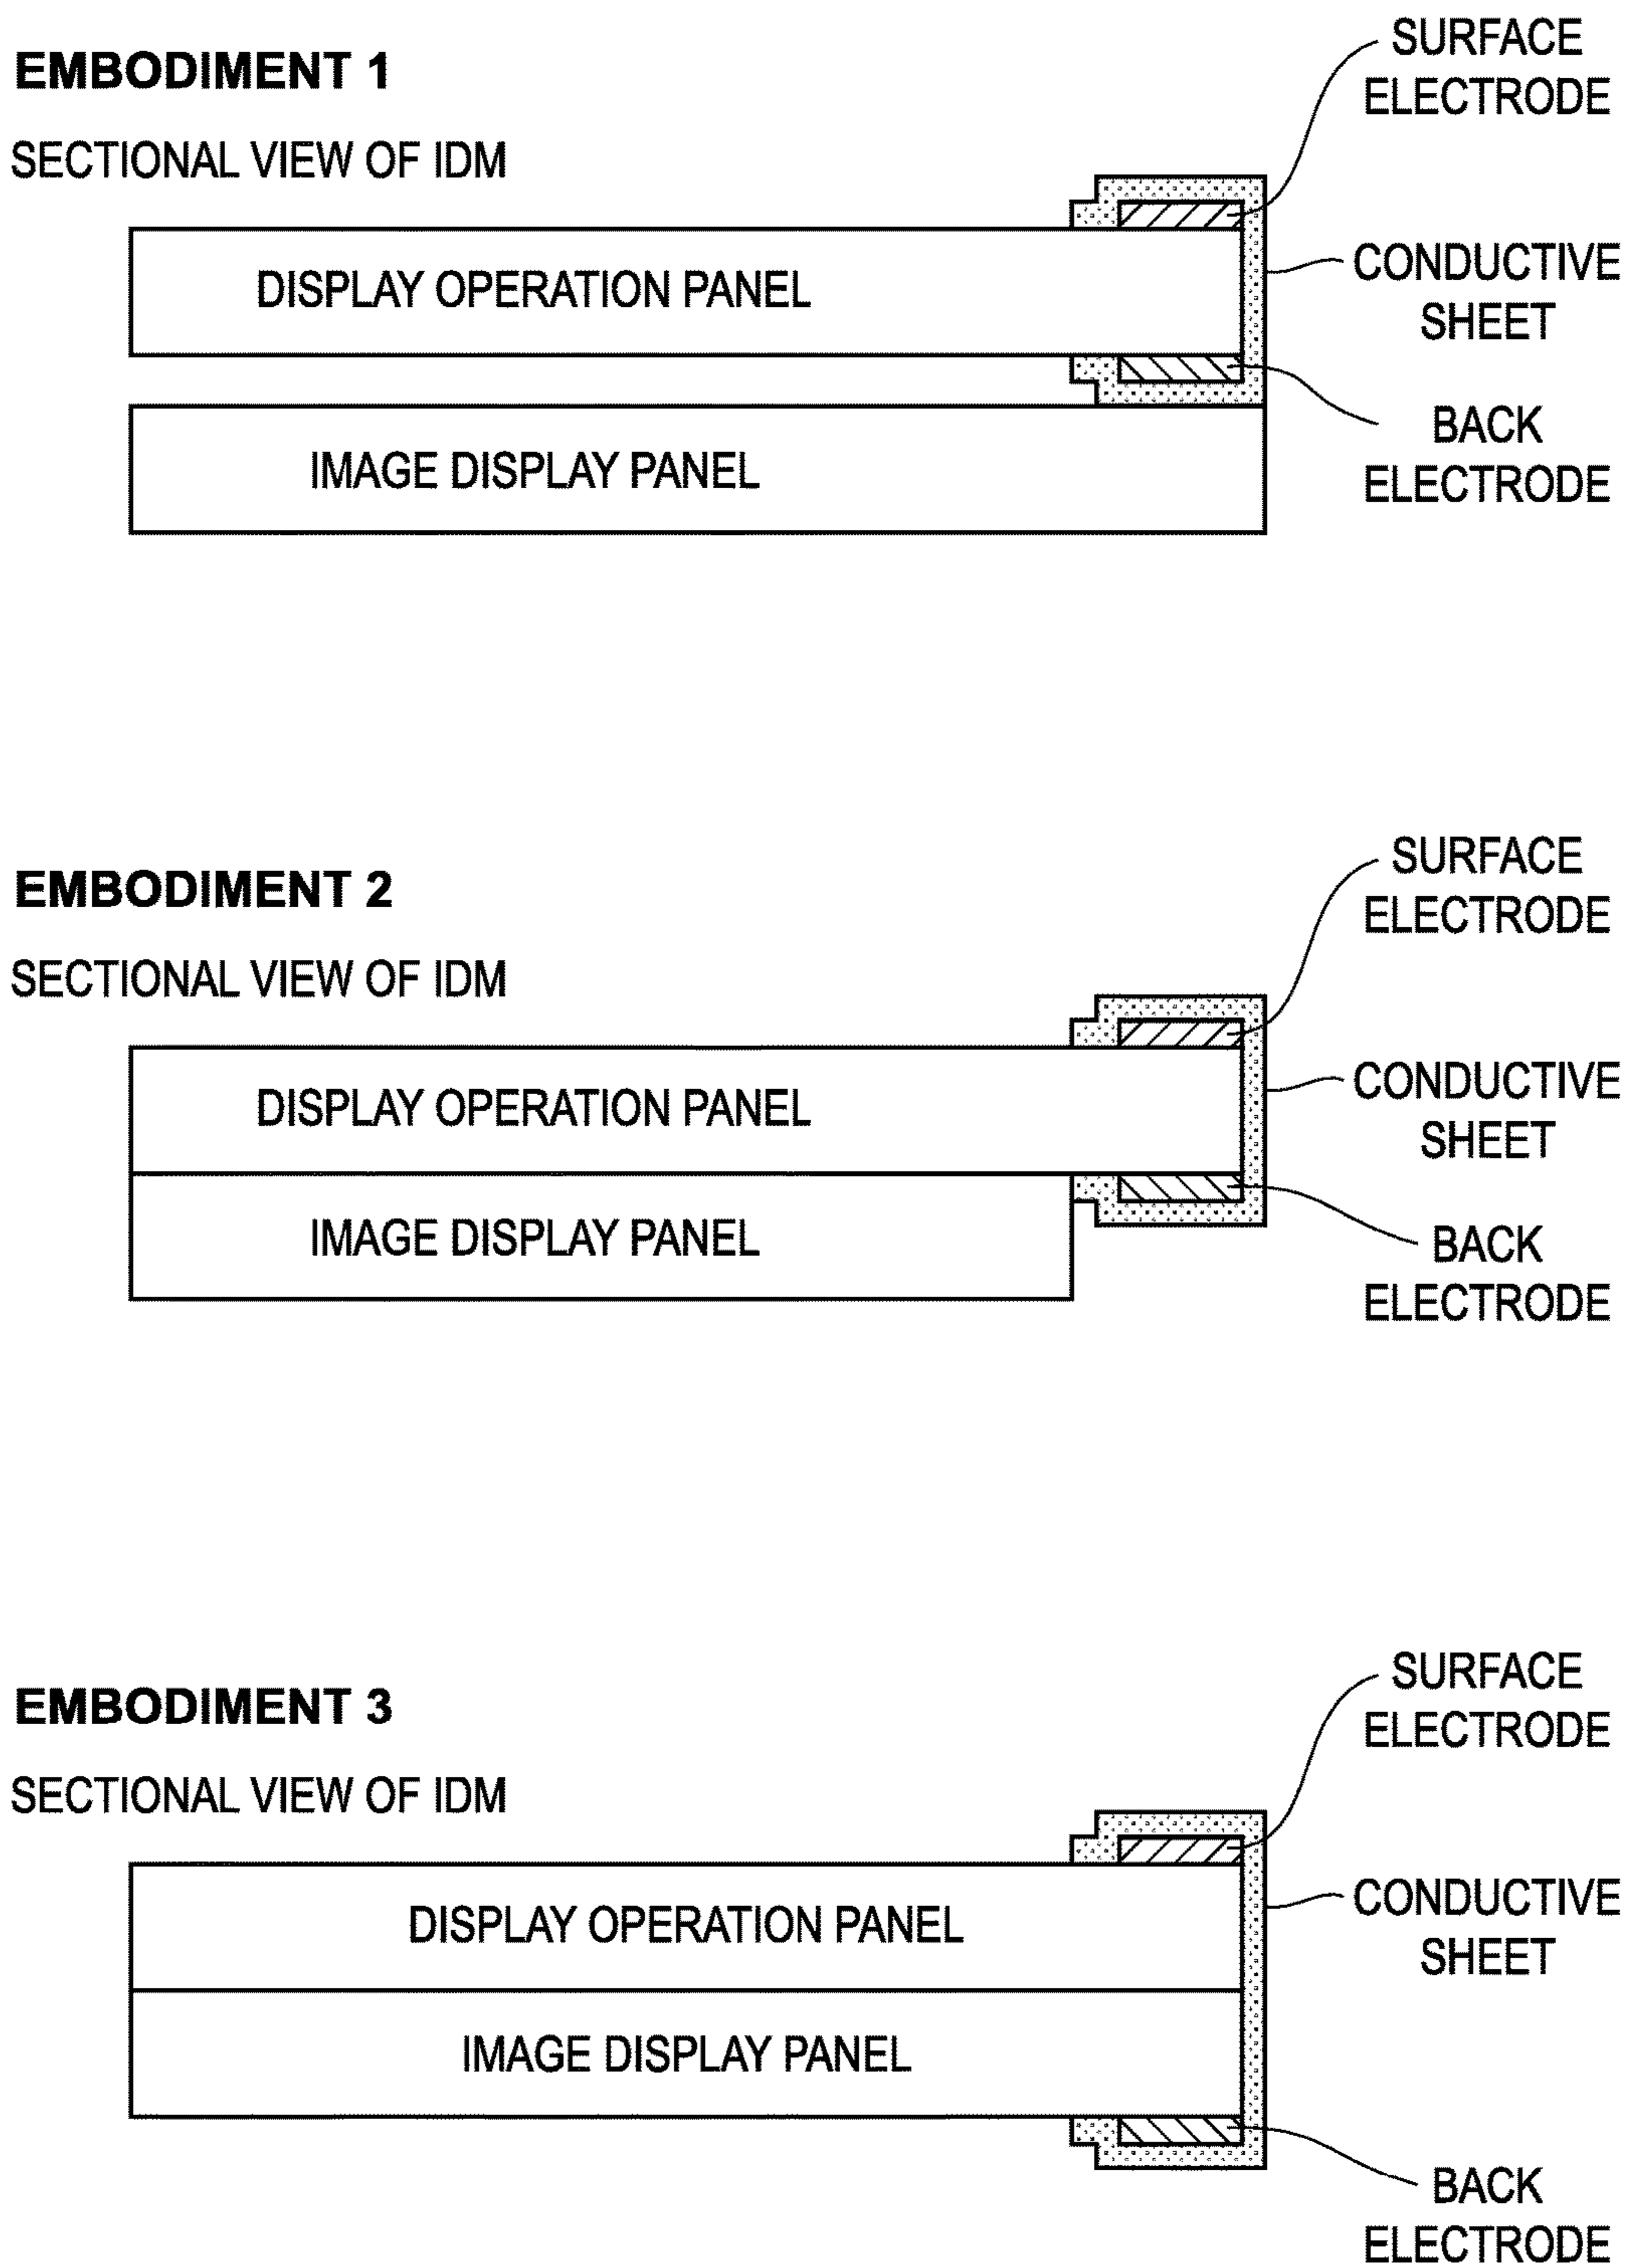 EMBODIMENT 1
SECTIONAL VIEW OF IDM
SURFACE
ELECTRODE
DISPLAY OPERATION PANEL
CONDUCTIVE
SHEET
IMAGE DISPLAY PANEL
BACK
ELECTRODE
EMBODIMENT 2
SECTIONAL VIEW OF IDM
SURFACE
ELECTRODE
DISPLAY OPERATION PANEL
CONDUCTIVE
SHEET
IMAGE DISPLAY PANEL
BACK
ELECTRODE
EMBODIMENT 3
SECTIONAL VIEW OF IDM
SURFACE
ELECTRODE
DISPLAY OPERATION PANEL
CONDUCTIVE
SHEET
IMAGE DISPLAY PANEL
BACK
ELECTRODE